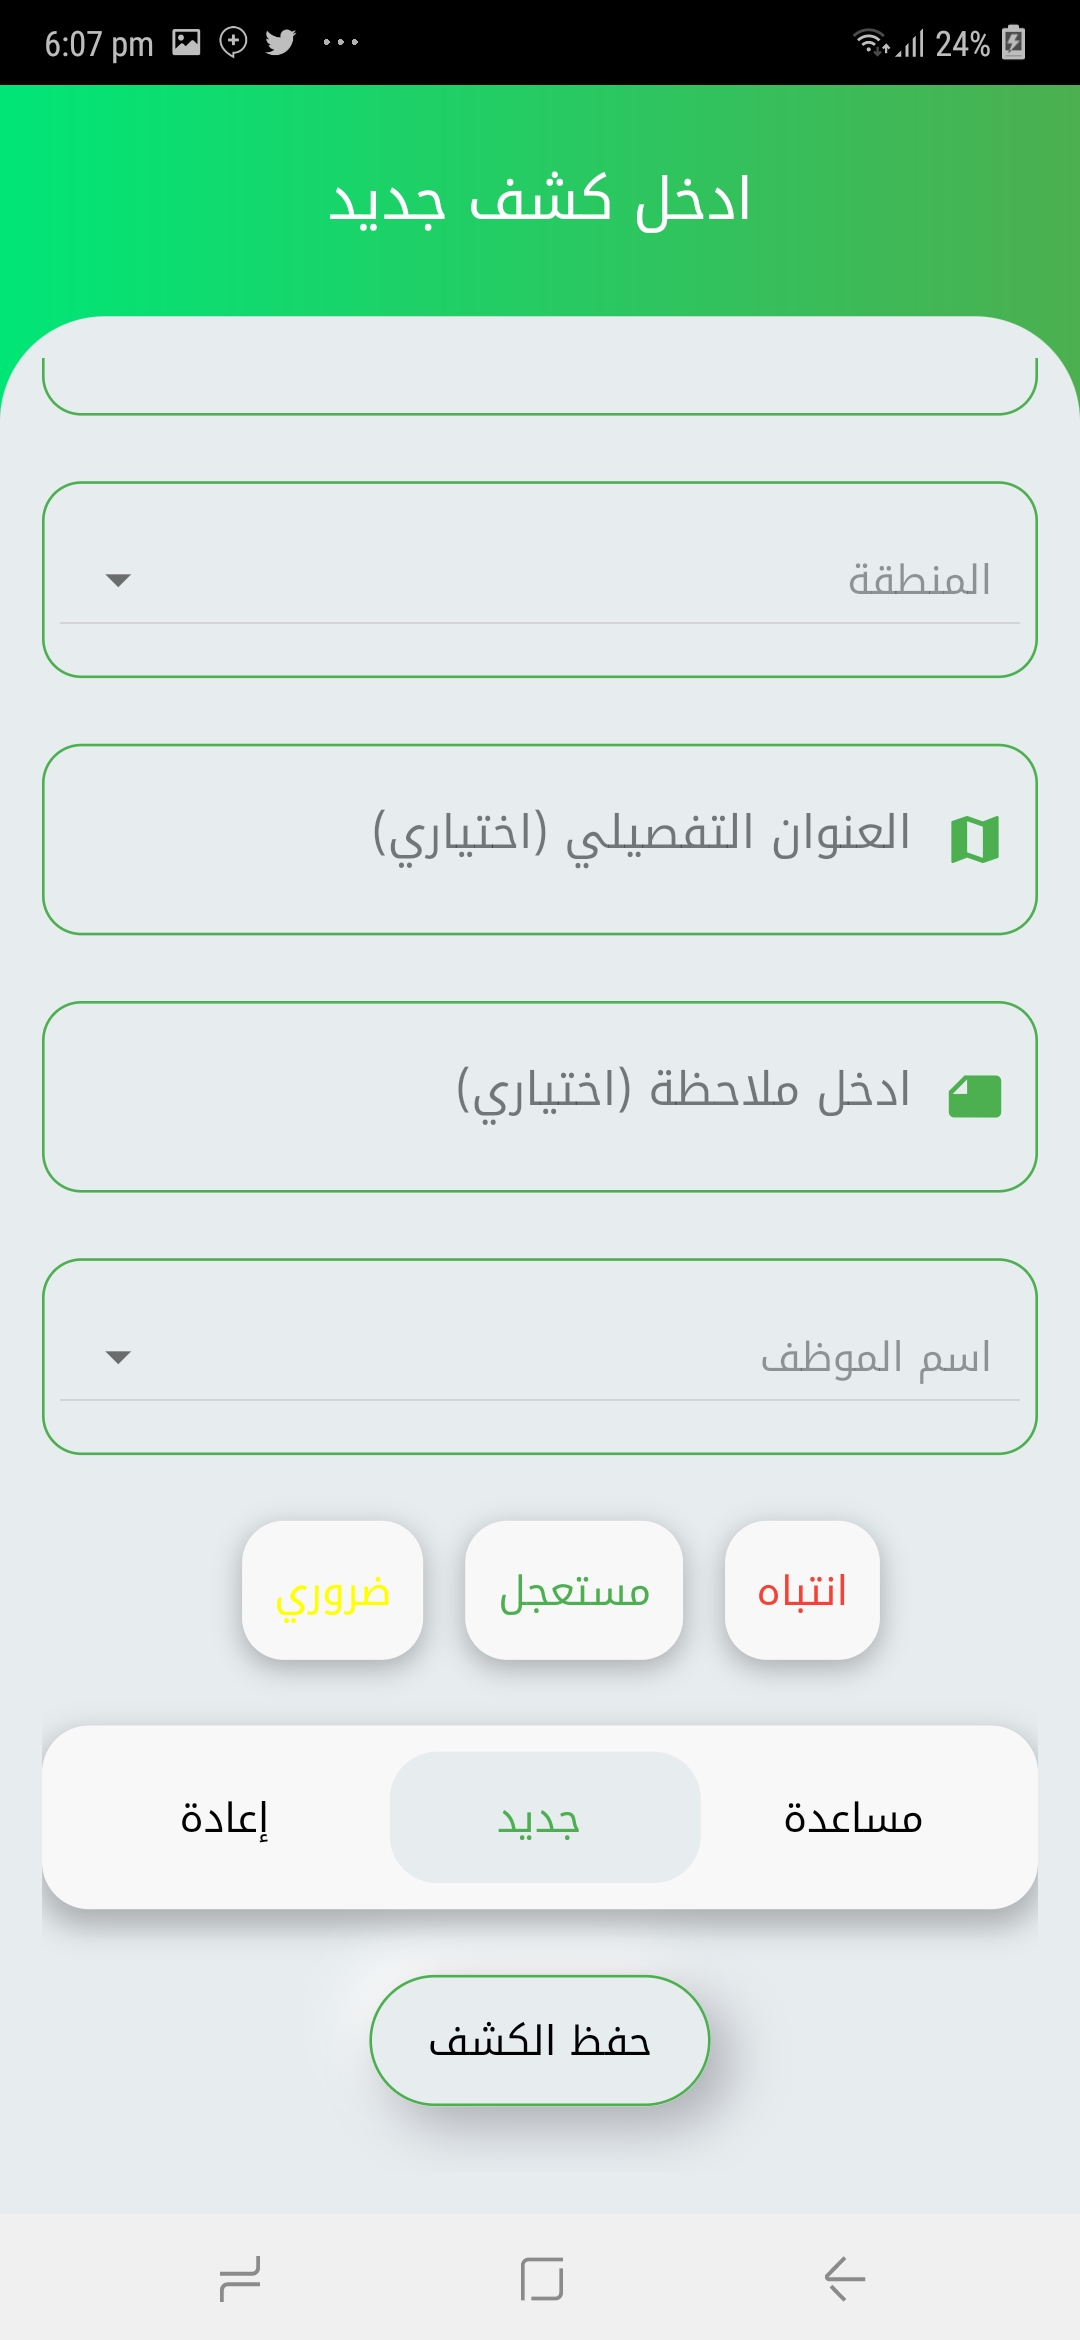 6:07 pm
24%
ادخل كشف جديد
المنطقة
العنوان التفصيلي (اختياري)
ادخل ملاحظة (اختياري)
اسم الموظف
انتباه مستعجل ضروري
مساعدة جديد إعادة
حفظ الكشف